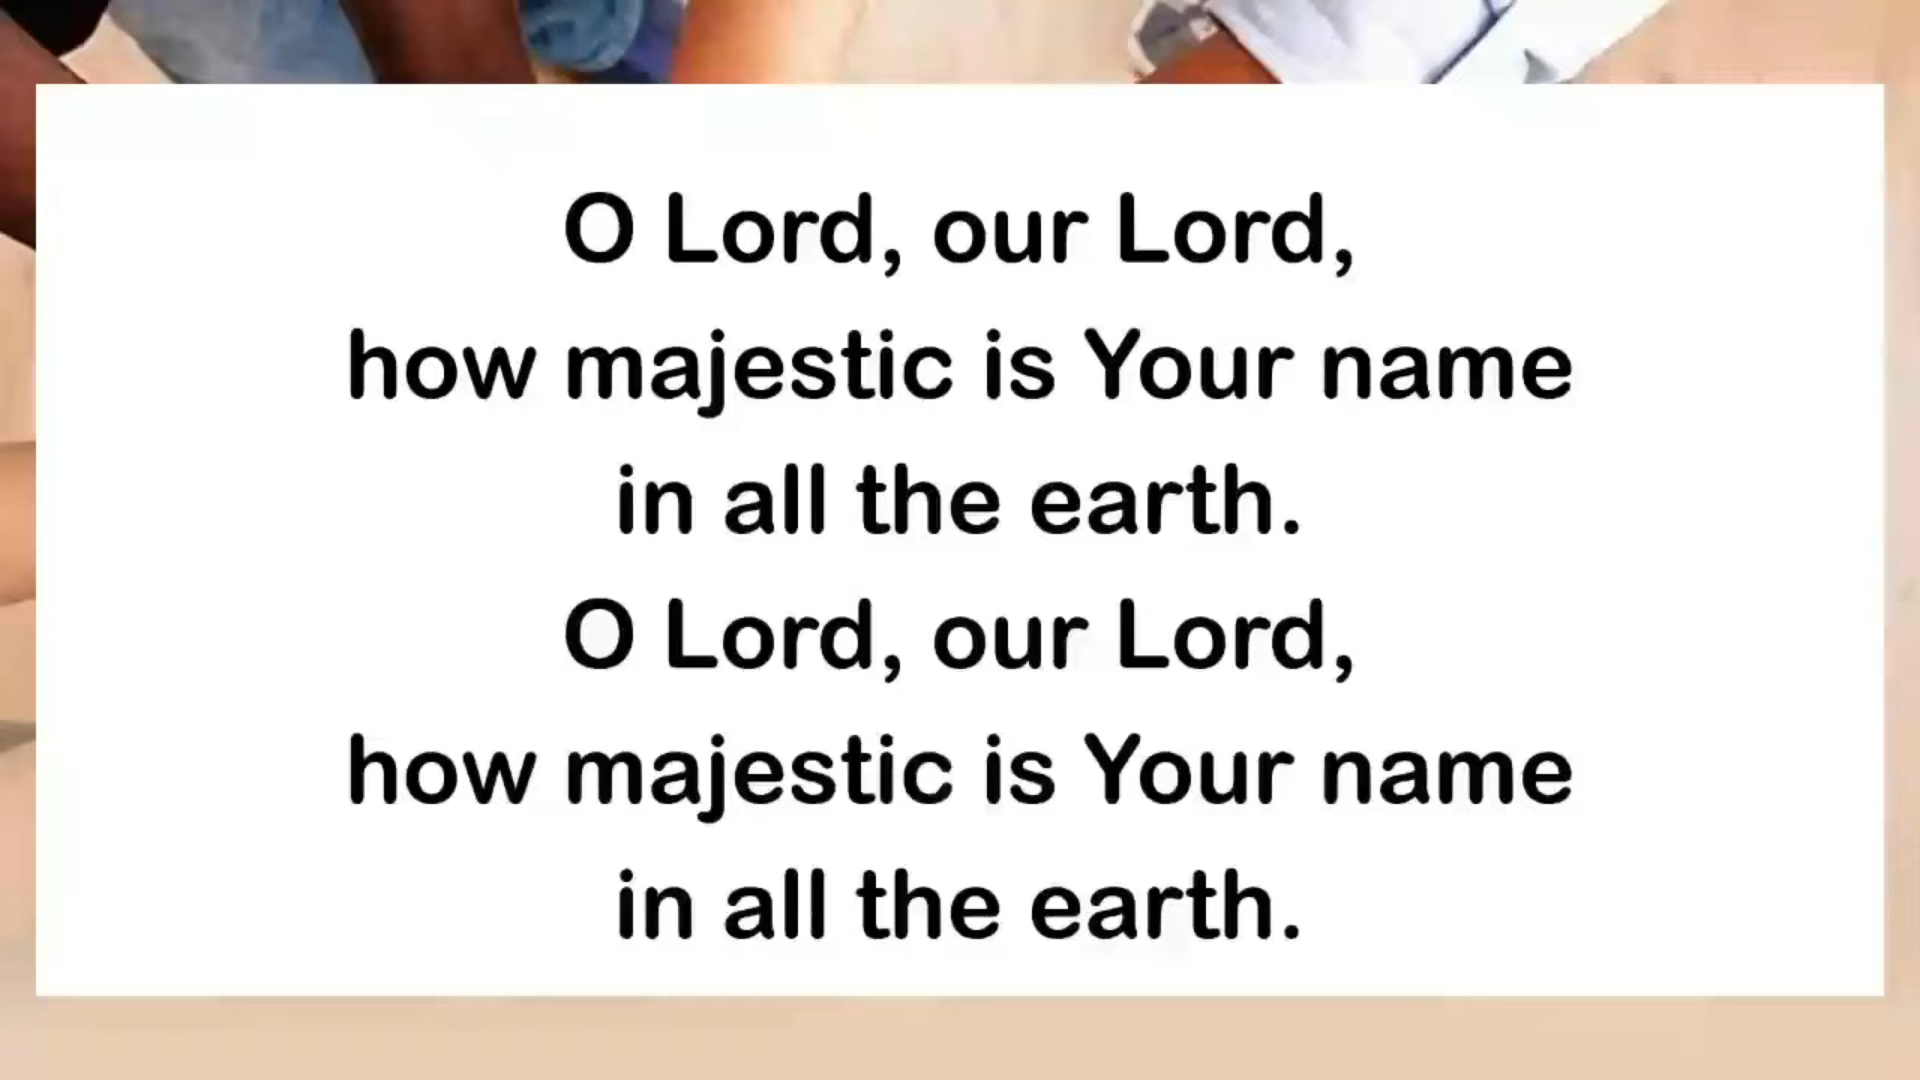 O Lord, our Lord,
how majestic is Your name
in all the earth.
O Lord, our Lord,
how majestic is Your name
in all the earth.